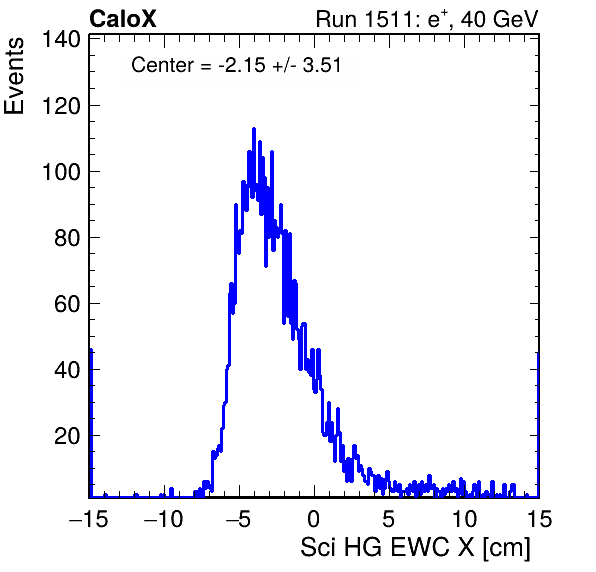 CaloX Run 1511: e⁺, 40 GeV
Events
Center = -2.15 +/- 3.51
140
120
100
80
60
40
20
−15 −10 −5 0 5 10 15
Sci HG EWC X [cm]